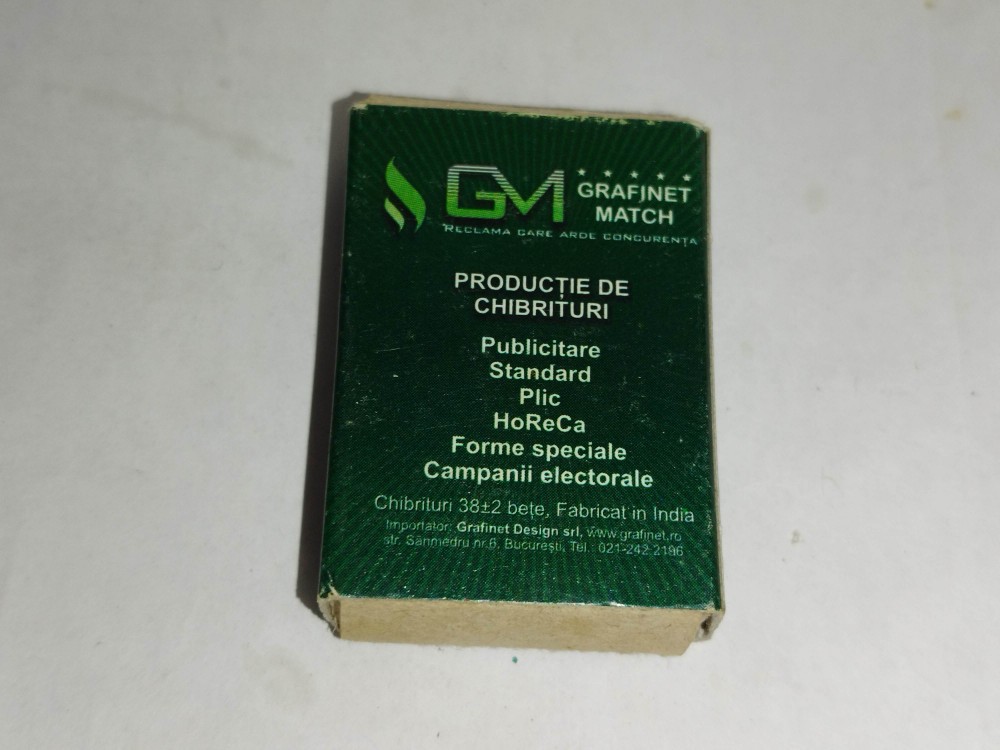 GM
GRAFINET
MATCH
RECLAMA CARE ARDE CONCURENȚA
PRODUCȚIE DE
CHIBRITURI
Publicitare
Standard
Plic
HoReCa
Forme speciale
Campanii electorale
Chibrituri 38±2 bețe, Fabricat in India
Importator: Grafinet Design srl, www.grafinet.ro
str. Sânmedru nr.6, București, Tel.: 021-242 2196